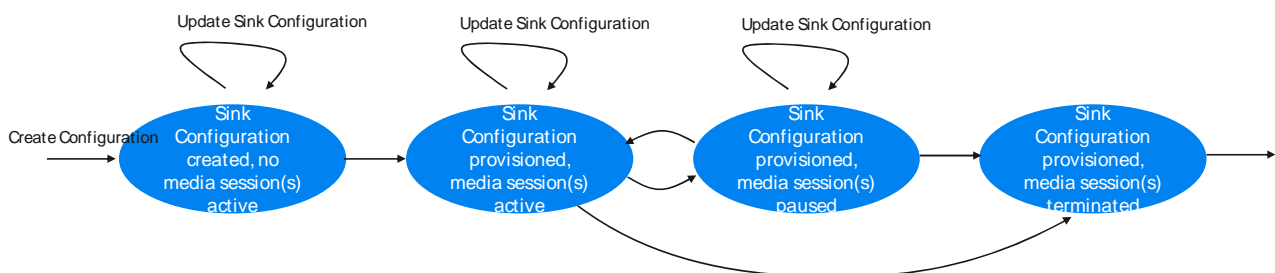 Update Sink Configuration
Update Sink Configuration
Update Sink Configuration
Create Configuration
Sink
Configuration
created, no
media session(s)
active
Sink
Configuration
provisioned,
media session(s)
active
Sink
Configuration
provisioned,
media session(s)
paused
Sink
Configuration
provisioned,
media session(s)
terminated